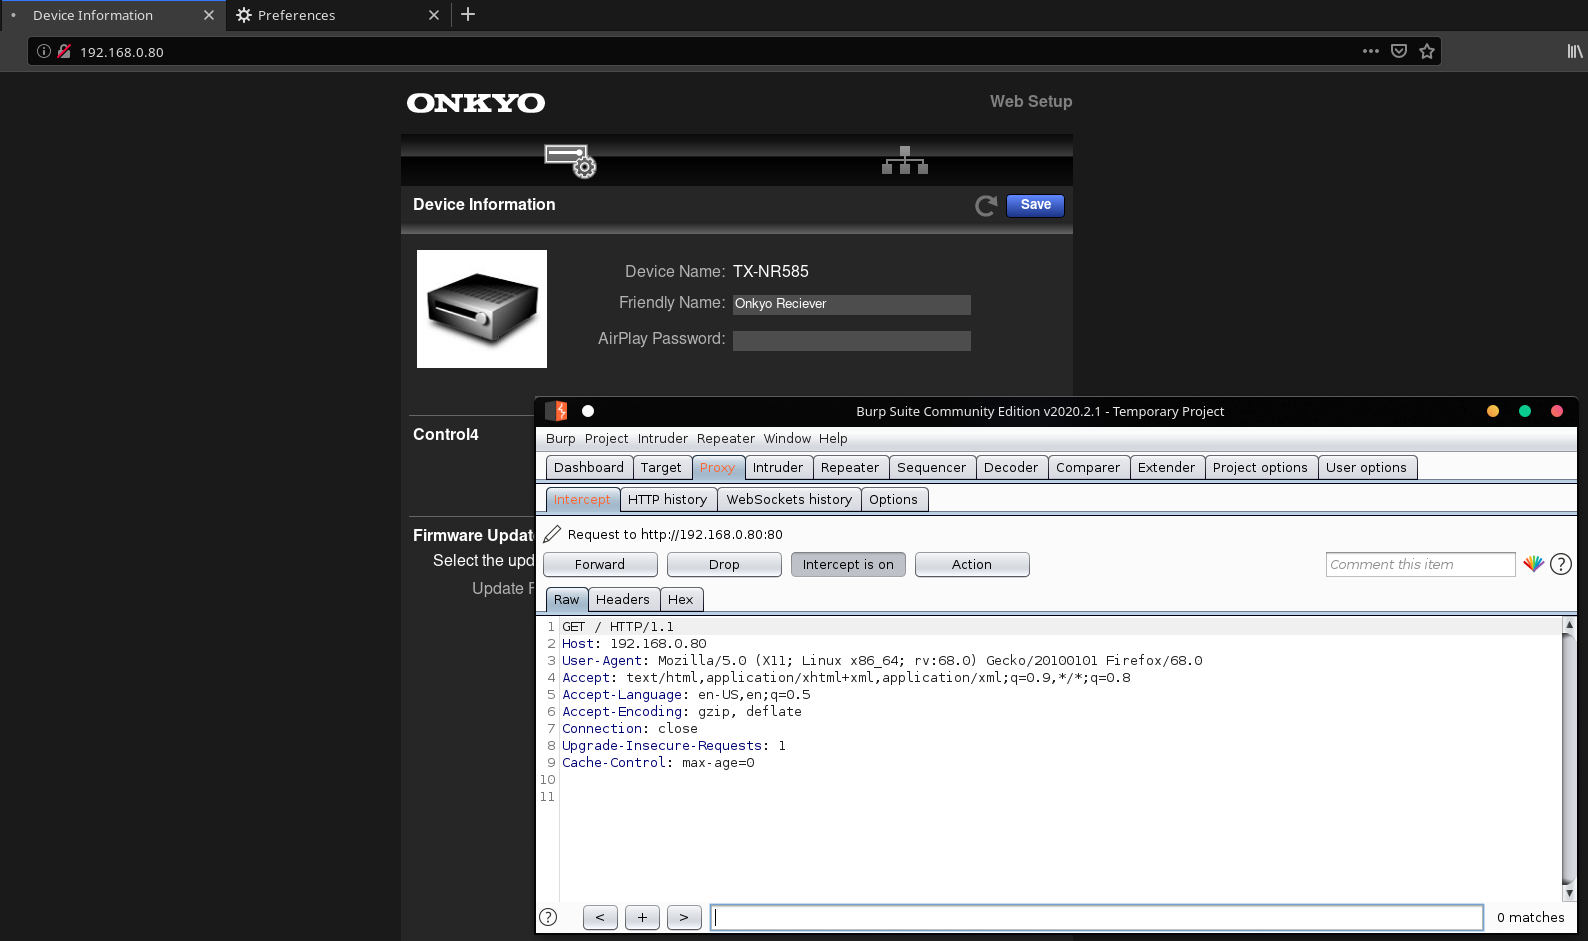 Device Information
Preferences
192.168.0.80
ONKYO
Web Setup
Device Information
Save
Device Name: TX-NR585
Friendly Name: Onkyo Reciever
AirPlay Password:
Control4
Firmware Updat
Select the upd
Update F
Burp Suite Community Edition v2020.2.1 - Temporary Project
Burp Project Intruder Repeater Window Help
Dashboard Target Proxy Intruder Repeater Sequencer Decoder Comparer Extender Project options User options
Intercept HTTP history WebSockets history Options
Request to http://192.168.0.80:80
Forward Drop Intercept is on Action Comment this item ?
Raw Headers Hex
1 GET / HTTP/1.1
2 Host: 192.168.0.80
3 User-Agent: Mozilla/5.0 (X11; Linux x86_64; rv:68.0) Gecko/20100101 Firefox/68.0
4 Accept: text/html,application/xhtml+xml,application/xml;q=0.9,*/*;q=0.8
5 Accept-Language: en-US,en;q=0.5
6 Accept-Encoding: gzip, deflate
7 Connection: close
8 Upgrade-Insecure-Requests: 1
9 Cache-Control: max-age=0
10
11
? < + > 0 matches